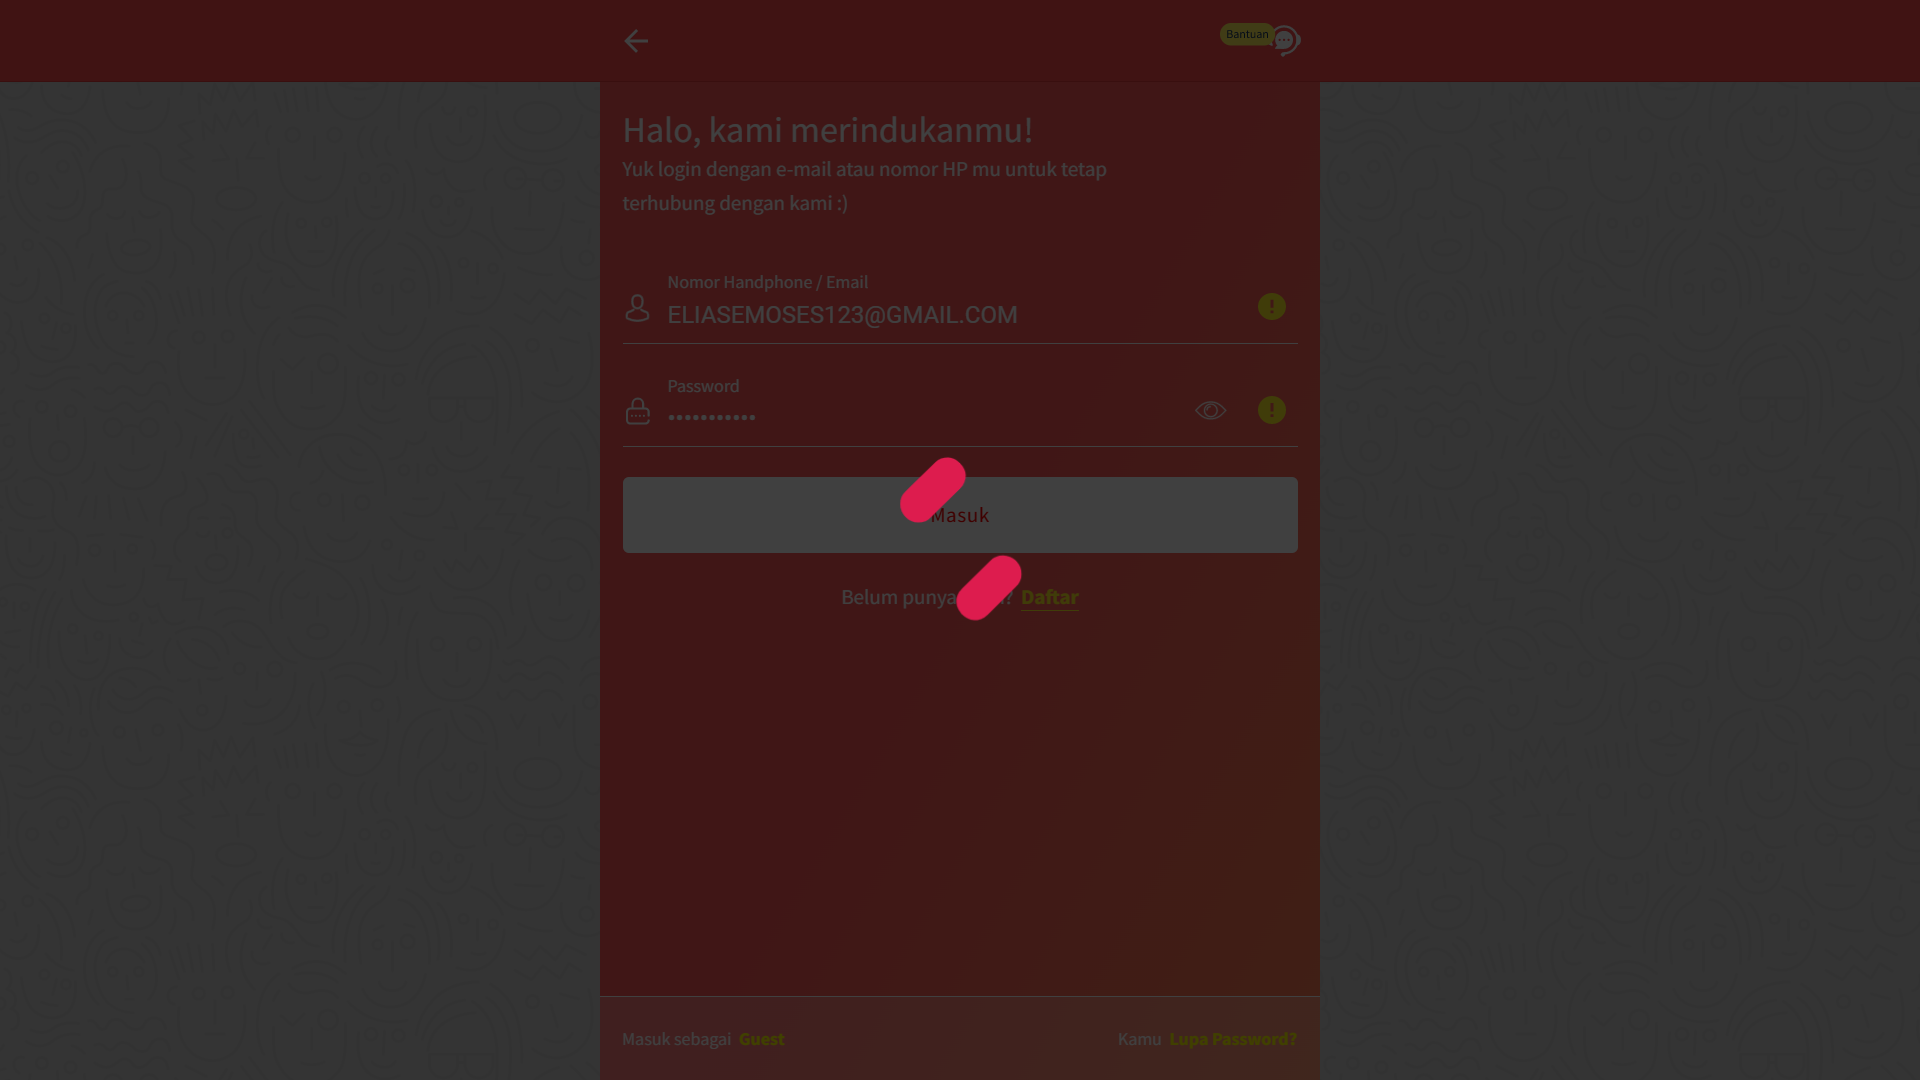 Bantuan
Halo, kami merindukanmu!
Yuk login dengan e-mail atau nomor HP mu untuk tetap
terhubung dengan kami :)
Nomor Handphone / Email
ELIASEMOSES123@GMAIL.COM
Password
•••••••••••
Masuk
Belum punya ? Daftar
Masuk sebagai Guest
Kamu Lupa Password?